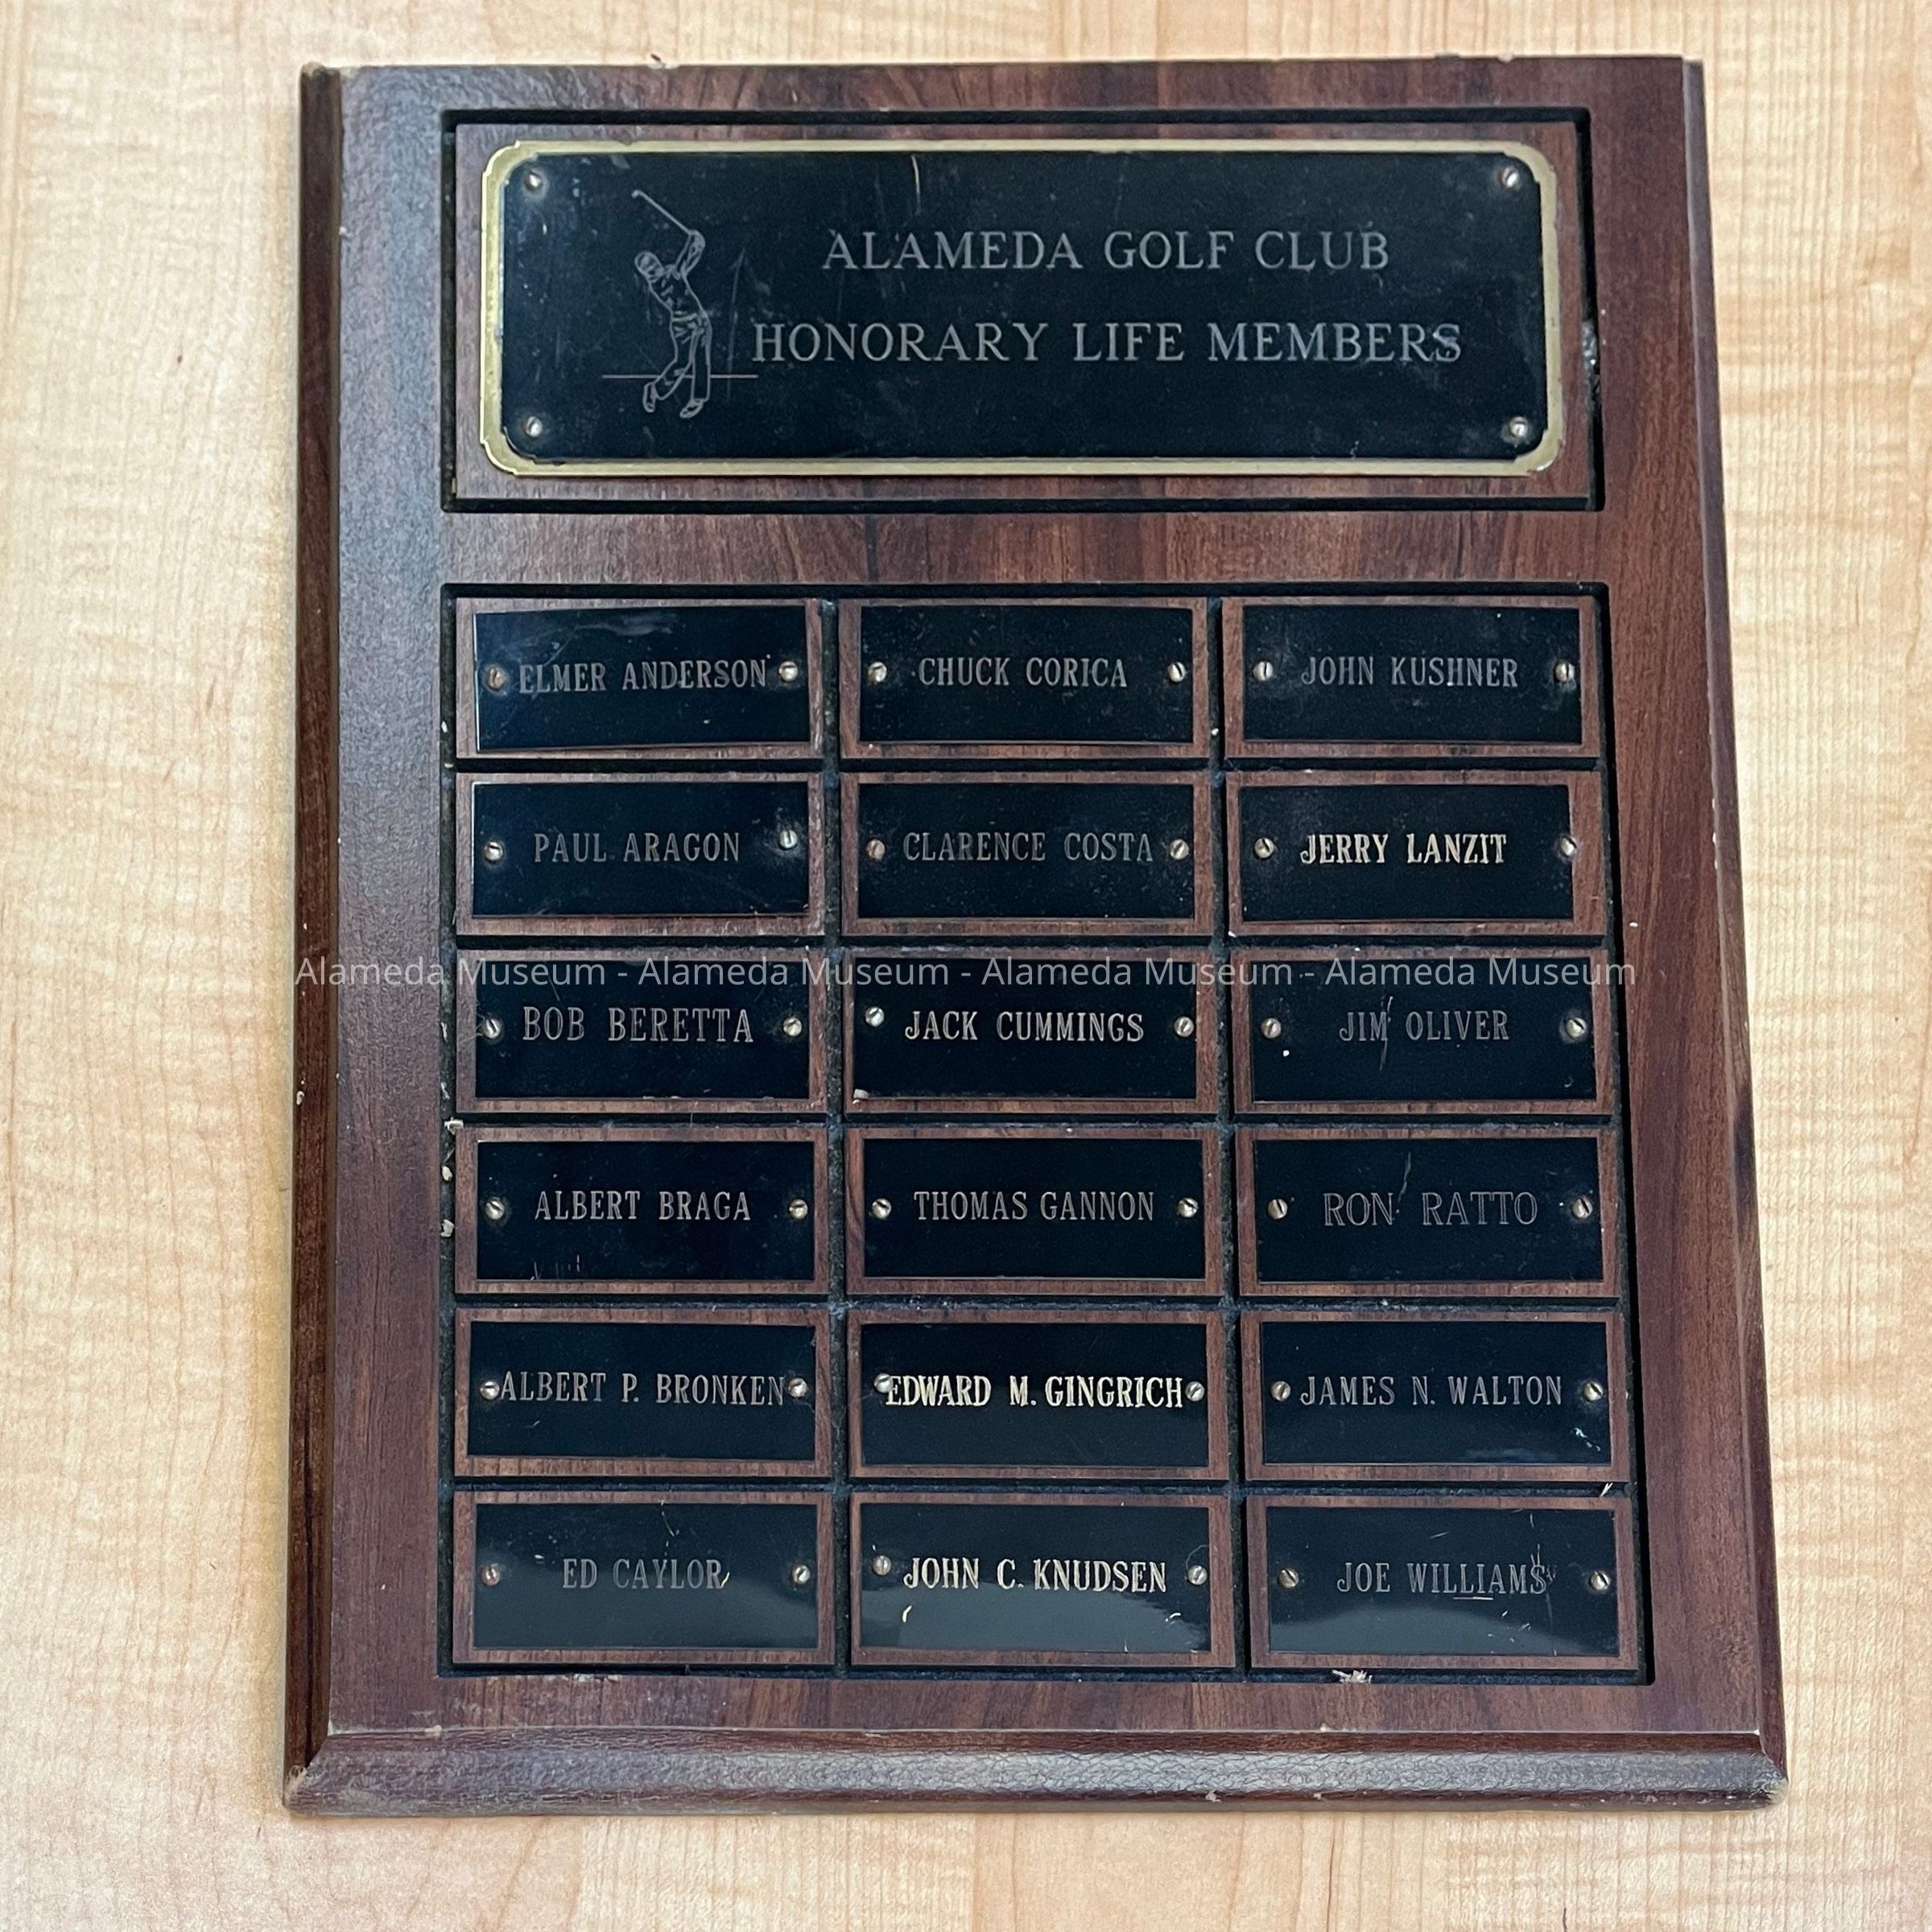 ALAMEDA GOLF CLUB
HONORARY LIFE MEMBERS
ELMER ANDERSON
CHUCK CORICA
JOHN KUSHNER
PAUL ARAGON
CLARENCE COSTA
JERRY LANZIT
Alameda Museum - Alameda Museum - Alameda Museum - Alameda Museum
BOB BERETTA
JACK CUMMINGS
JIM OLIVER
ALBERT BRAGA
THOMAS GANNON
RON RATTO
ALBERT P. BRONKEN
EDWARD M. GINGRICH
JAMES N. WALTON
ED CAYLOR
JOHN C. KNUDSEN
JOE WILLIAMS